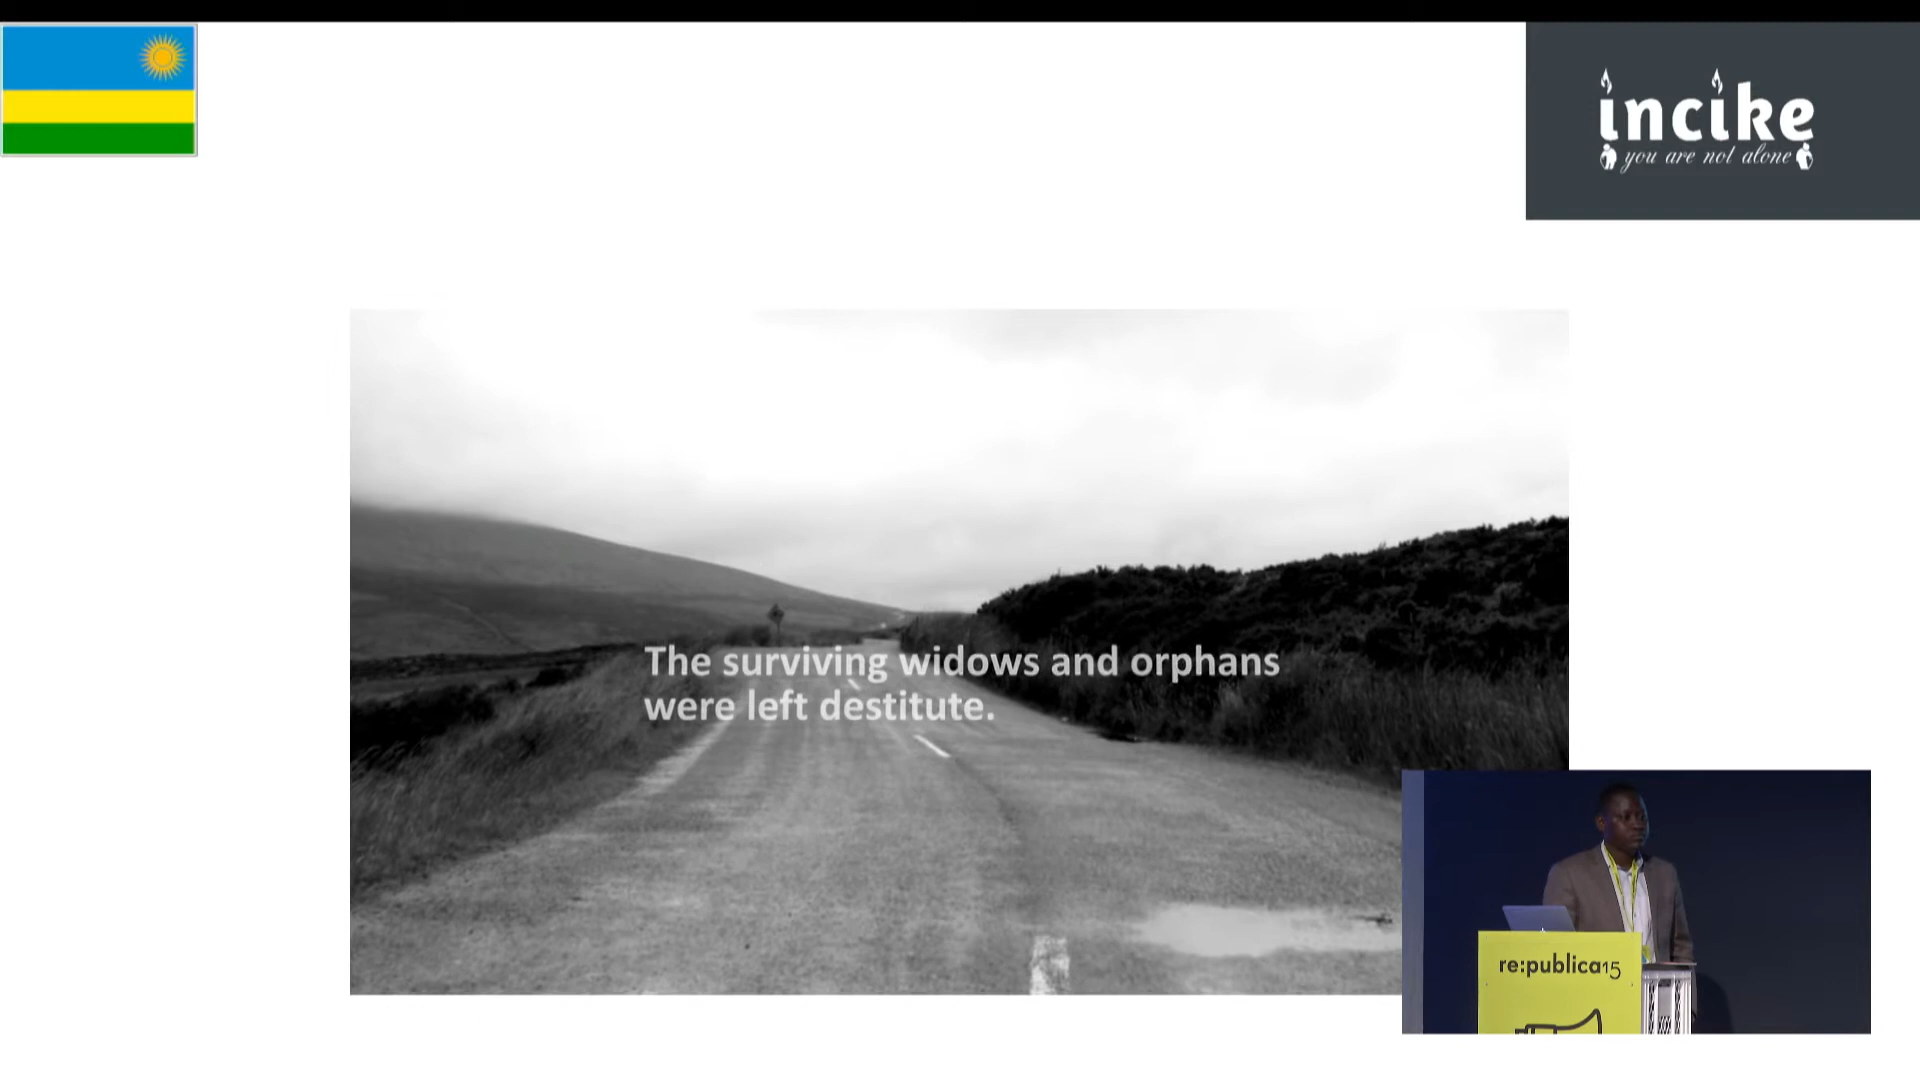 incike
you are not alone
The surviving widows and orphans
were left destitute.
re:publica15